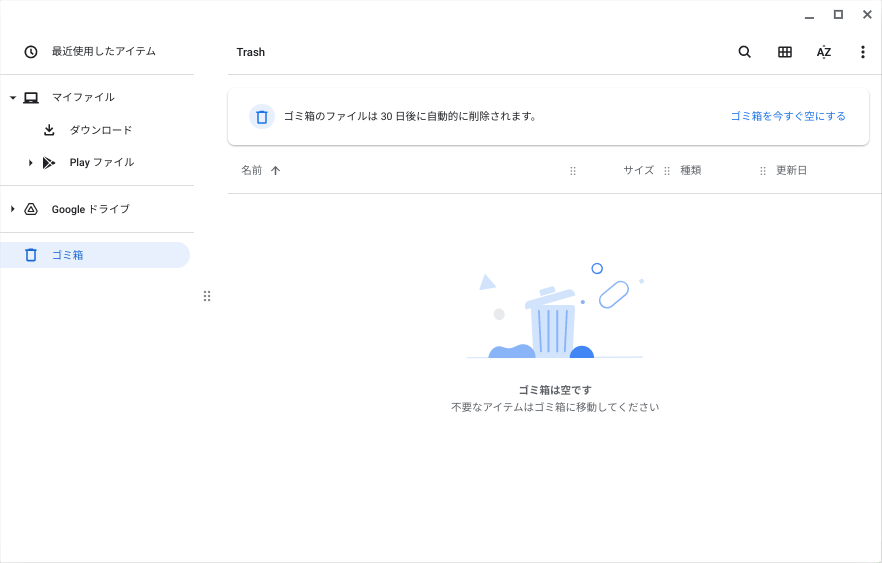 最近使用したアイテム
マイファイル
ダウンロード
Play ファイル
Google ドライブ
ゴミ箱
Trash
AZ
ゴミ箱のファイルは 30 日後に自動的に削除されます。
ゴミ箱を今すぐ空にする
名前 サイズ 種類 更新日
ゴミ箱は空です
不要なアイテムはゴミ箱に移動してください